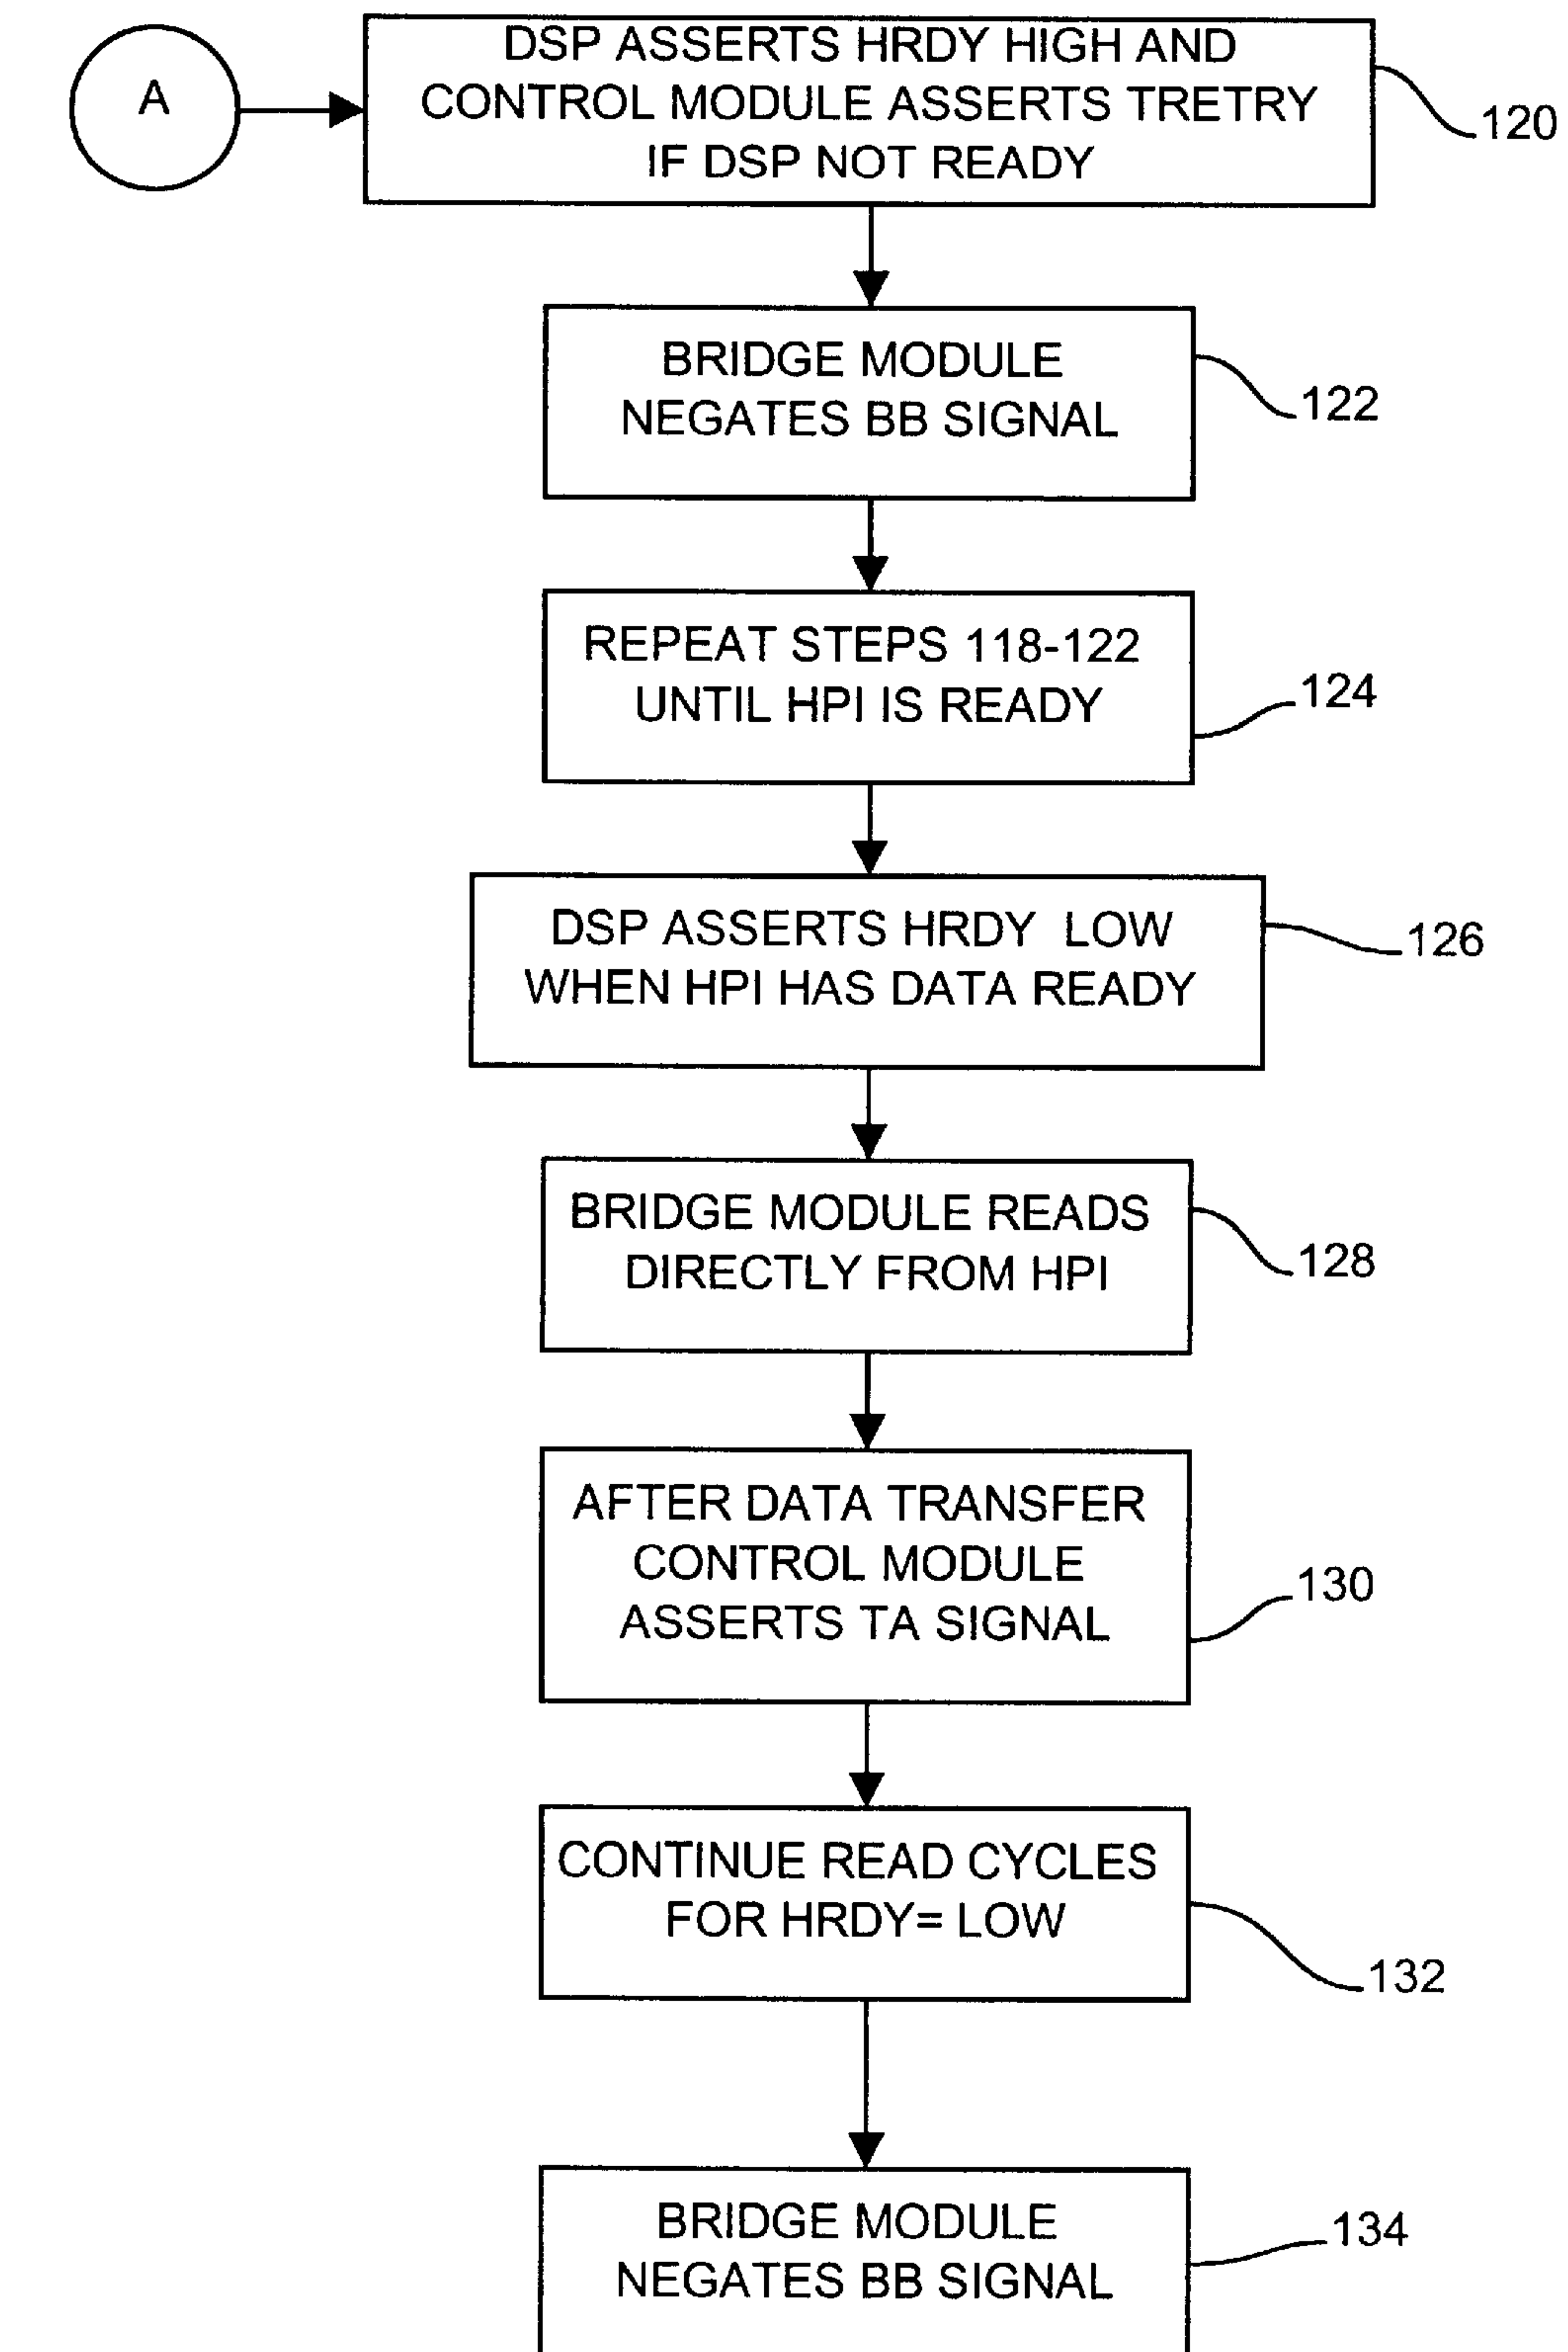 A
DSP ASSERTS HRDY HIGH AND
CONTROL MODULE ASSERTS TRETRY
IF DSP NOT READY
120
BRIDGE MODULE
NEGATES BB SIGNAL
122
REPEAT STEPS 118-122
UNTIL HPI IS READY
124
DSP ASSERTS HRDY LOW
WHEN HPI HAS DATA READY
126
BRIDGE MODULE READS
DIRECTLY FROM HPI
128
AFTER DATA TRANSFER
CONTROL MODULE
ASSERTS TA SIGNAL
130
CONTINUE READ CYCLES
FOR HRDY= LOW
132
BRIDGE MODULE
NEGATES BB SIGNAL
134